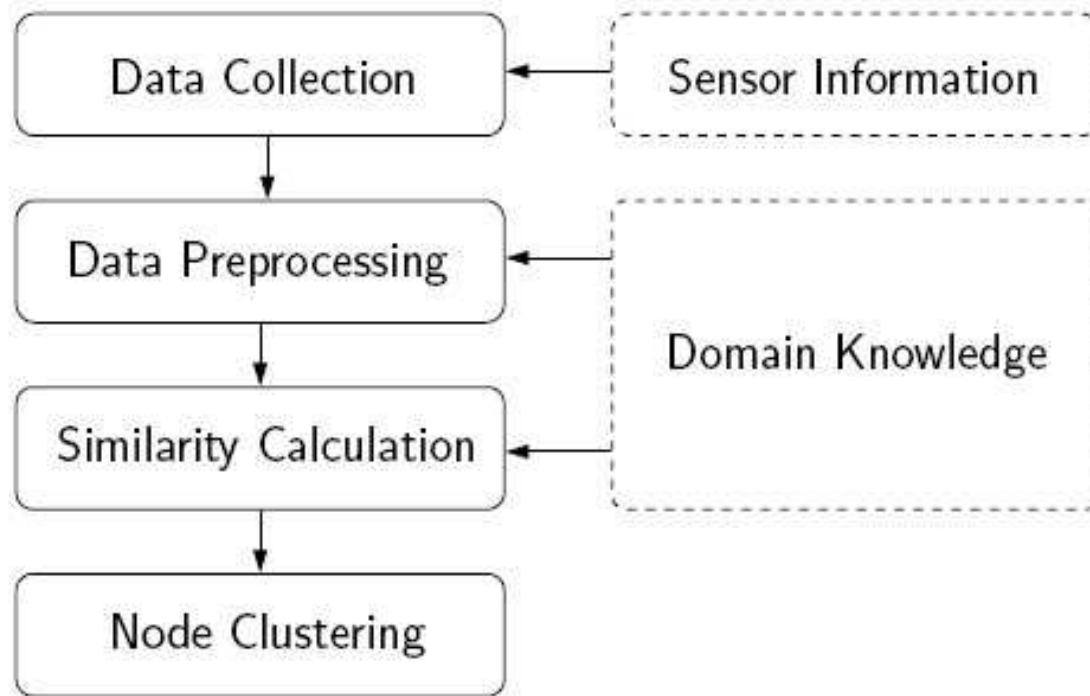 Data Collection
Sensor Information
Data Preprocessing
Domain Knowledge
Similarity Calculation
Node Clustering